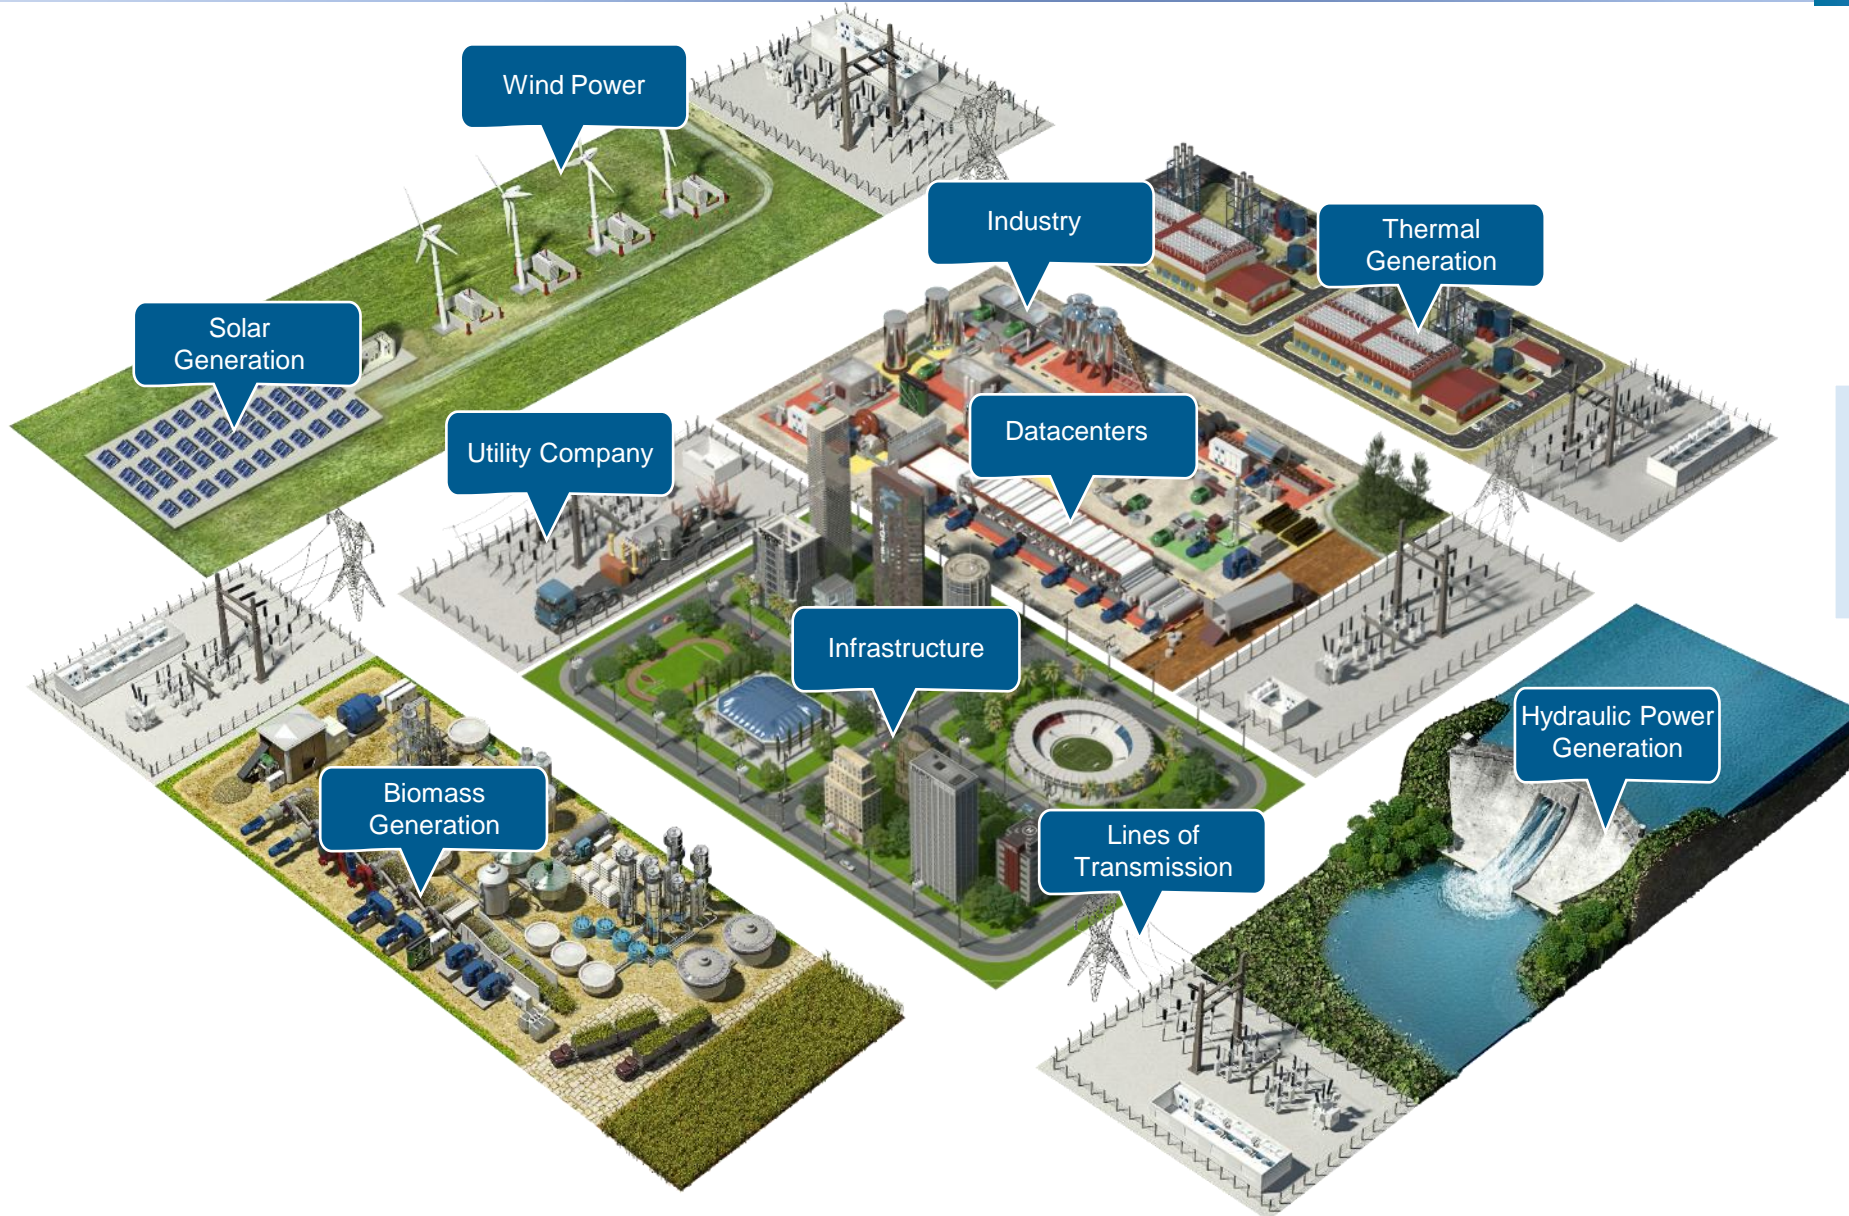 Wind Power
Industry
Thermal
Generation
Solar
Generation
Utility Company
Datacenters
Infrastructure
Hydraulic Power
Generation
Biomass
Generation
Lines of
Transmission